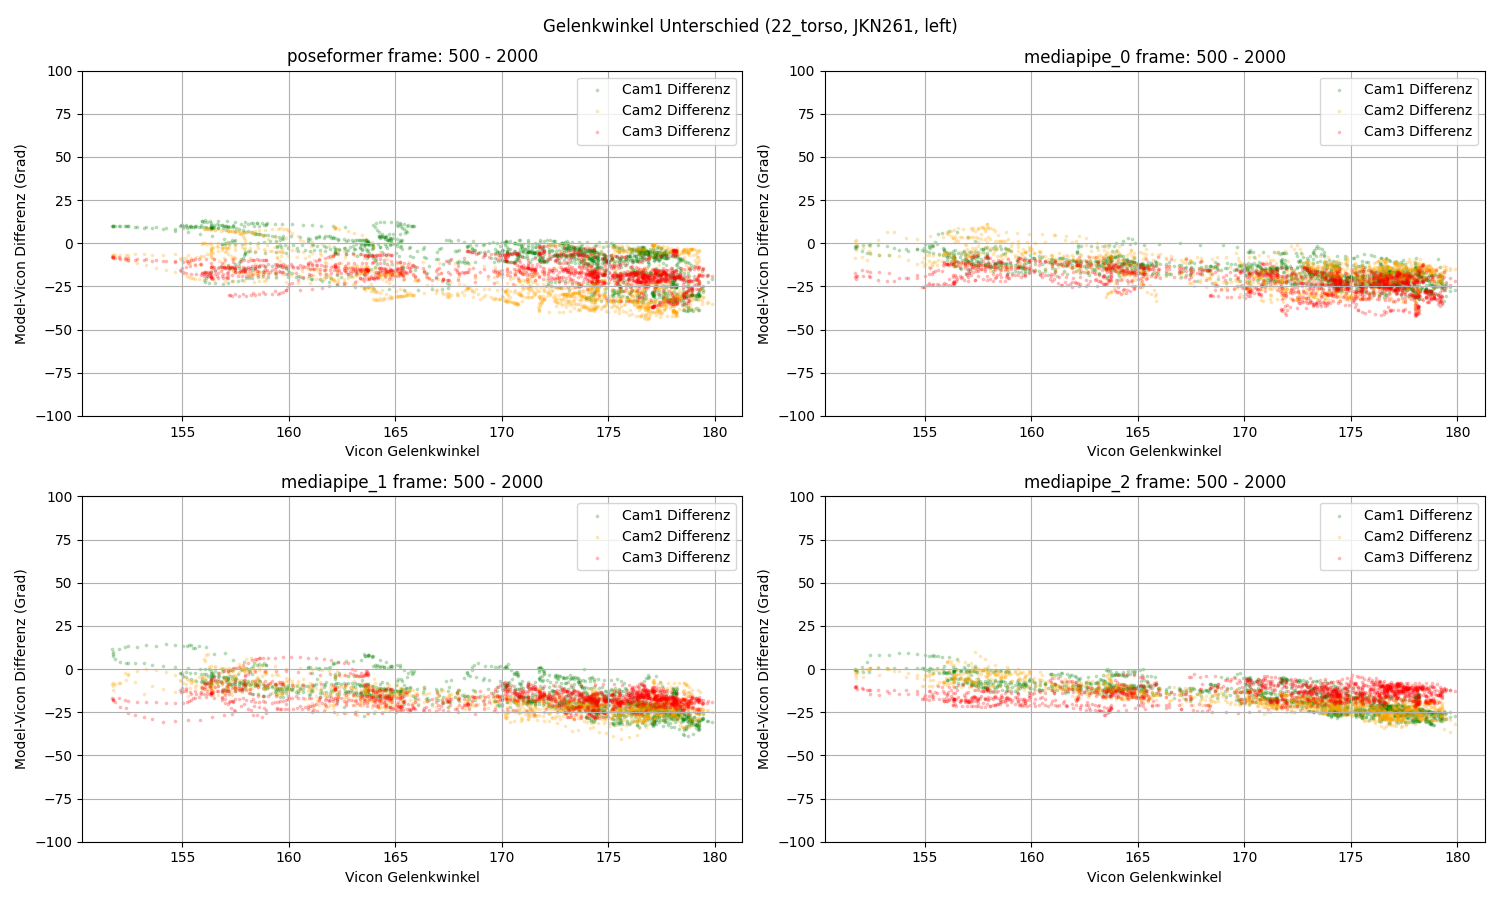 Gelenkwinkel Unterschied (22_torso, JKN261, left)
poseformer frame: 500 - 2000
100
75
50
25
0
−25
−50
−75
−100
Model-Vicon Differenz (Grad)
Cam1 Differenz
Cam2 Differenz
Cam3 Differenz
155
160
165
170
175
180
Vicon Gelenkwinkel
mediapipe_0 frame: 500 - 2000
100
75
50
25
0
−25
−50
−75
−100
Model-Vicon Differenz (Grad)
Cam1 Differenz
Cam2 Differenz
Cam3 Differenz
155
160
165
170
175
180
Vicon Gelenkwinkel
mediapipe_1 frame: 500 - 2000
100
75
50
25
0
−25
−50
−75
−100
Model-Vicon Differenz (Grad)
Cam1 Differenz
Cam2 Differenz
Cam3 Differenz
155
160
165
170
175
180
Vicon Gelenkwinkel
mediapipe_2 frame: 500 - 2000
100
75
50
25
0
−25
−50
−75
−100
Model-Vicon Differenz (Grad)
Cam1 Differenz
Cam2 Differenz
Cam3 Differenz
155
160
165
170
175
180
Vicon Gelenkwinkel